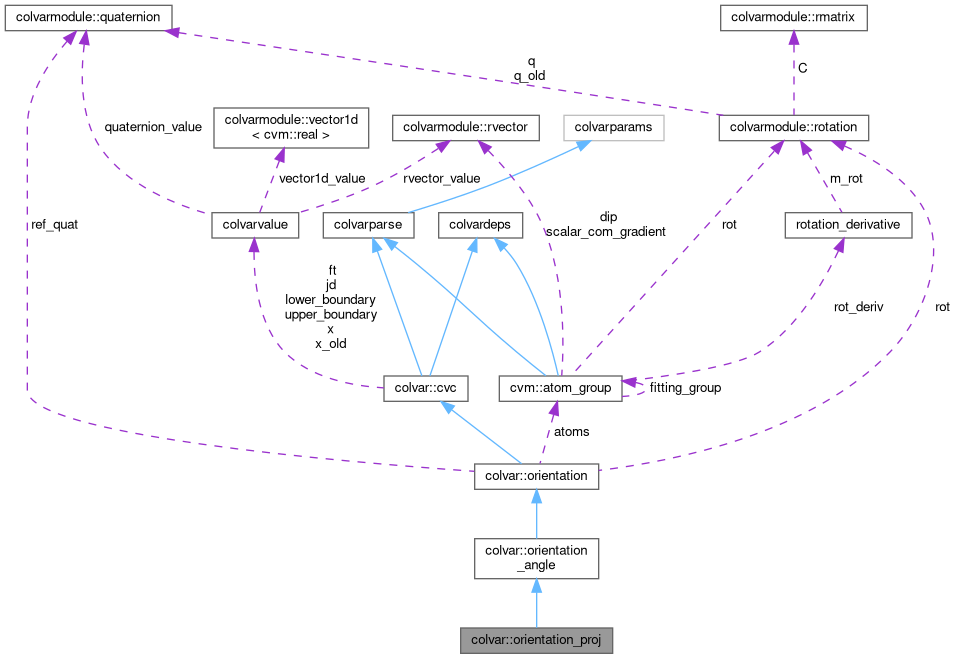 colvarmodule::quaternion
colvarmodule::rmatrix
q
q_old
C
colvarmodule::vector1d
< cvm::real >
colvarmodule::rvector
colvarparams
colvarmodule::rotation
quaternion_value
vector1d_value
rvector_value
m_rot
ref_quat
colvarvalue
colvarparse
colvardeps
dip
scalar_com_gradient
rot
rotation_derivative
ft
jd
lower_boundary
upper_boundary
x
x_old
rot_deriv
rot
colvar::cvc
cvm::atom_group
fitting_group
atoms
colvar::orientation
colvar::orientation
_angle
colvar::orientation_proj